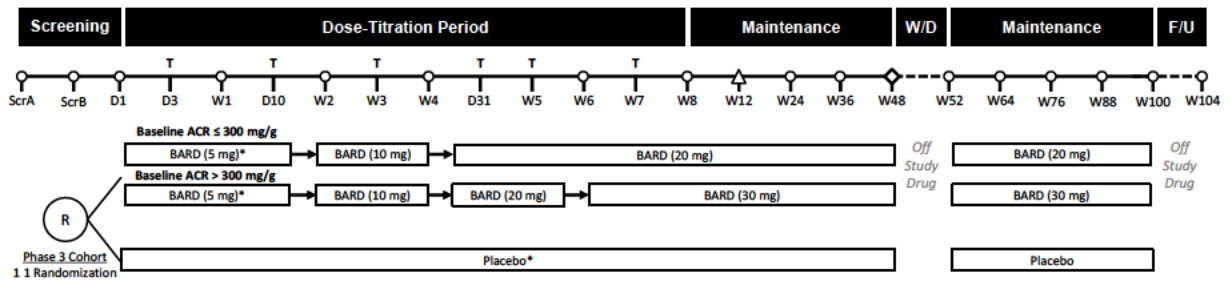 Screening Dose-Titration Period Maintenance W/D Maintenance F/U
T T T T T T
ScrA ScrB D1 D3 W1 D10 W2 W3 W4 D31 W5 W6 W7 W8 W12 W24 W36 W48 W52 W64 W76 W88 W100 W104
Baseline ACR ≤ 300 mg/g
BARD (5 mg)* BARD (10 mg) BARD (20 mg) BARD (20 mg)
Off
Study
Drug
Off
Study
Drug
Baseline ACR > 300 mg/g
BARD (5 mg)* BARD (10 mg) BARD (20 mg) BARD (30 mg) BARD (30 mg)
R
Phase 3 Cohort
1 1 Randomization
Placebo* Placebo